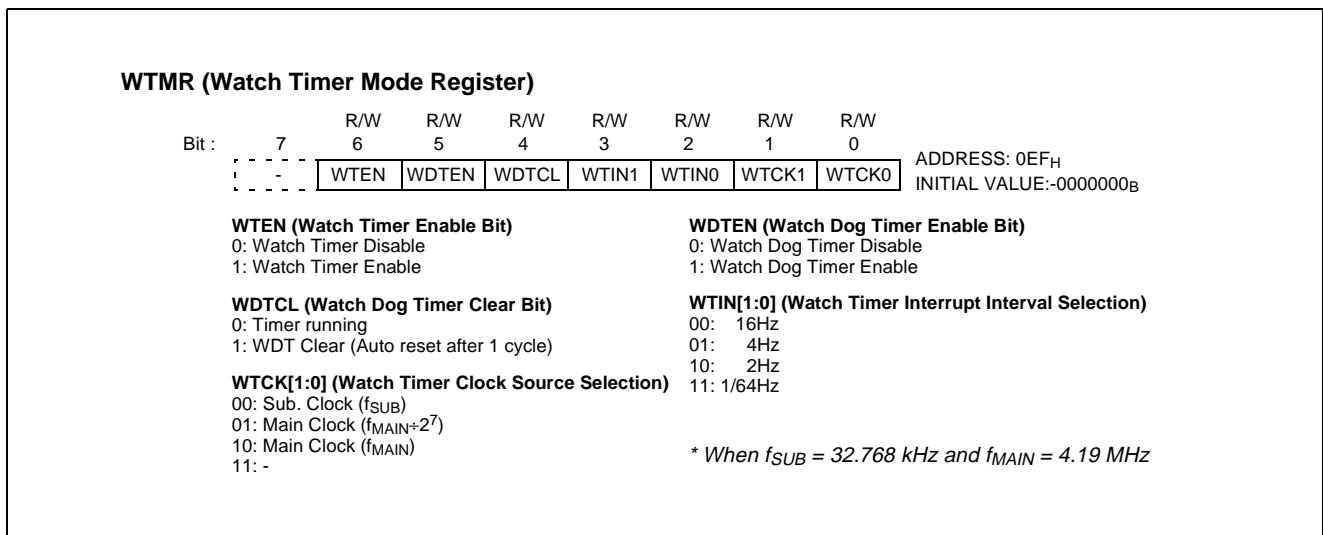 WTMR (Watch Timer Mode Register)
R/W R/W R/W R/W R/W R/W R/W
Bit : 7 6 5 4 3 2 1 0
- WTEN WDTEN WDTCL WTIN1 WTIN0 WTCK1 WTCK0
ADDRESS: 0EFH
INITIAL VALUE:-0000000B
WTEN (Watch Timer Enable Bit)
0: Watch Timer Disable
1: Watch Timer Enable
WDTEN (Watch Dog Timer Enable Bit)
0: Watch Dog Timer Disable
1: Watch Dog Timer Enable
WDTCL (Watch Dog Timer Clear Bit)
0: Timer running
1: WDT Clear (Auto reset after 1 cycle)
WTIN[1:0] (Watch Timer Interrupt Interval Selection)
00: 16Hz
01: 4Hz
10: 2Hz
11: 1/64Hz
WTCK[1:0] (Watch Timer Clock Source Selection)
00: Sub. Clock (fSUB)
01: Main Clock (fMAIN÷2⁷)
10: Main Clock (fMAIN)
11: -
* When fSUB = 32.768 kHz and fMAIN = 4.19 MHz